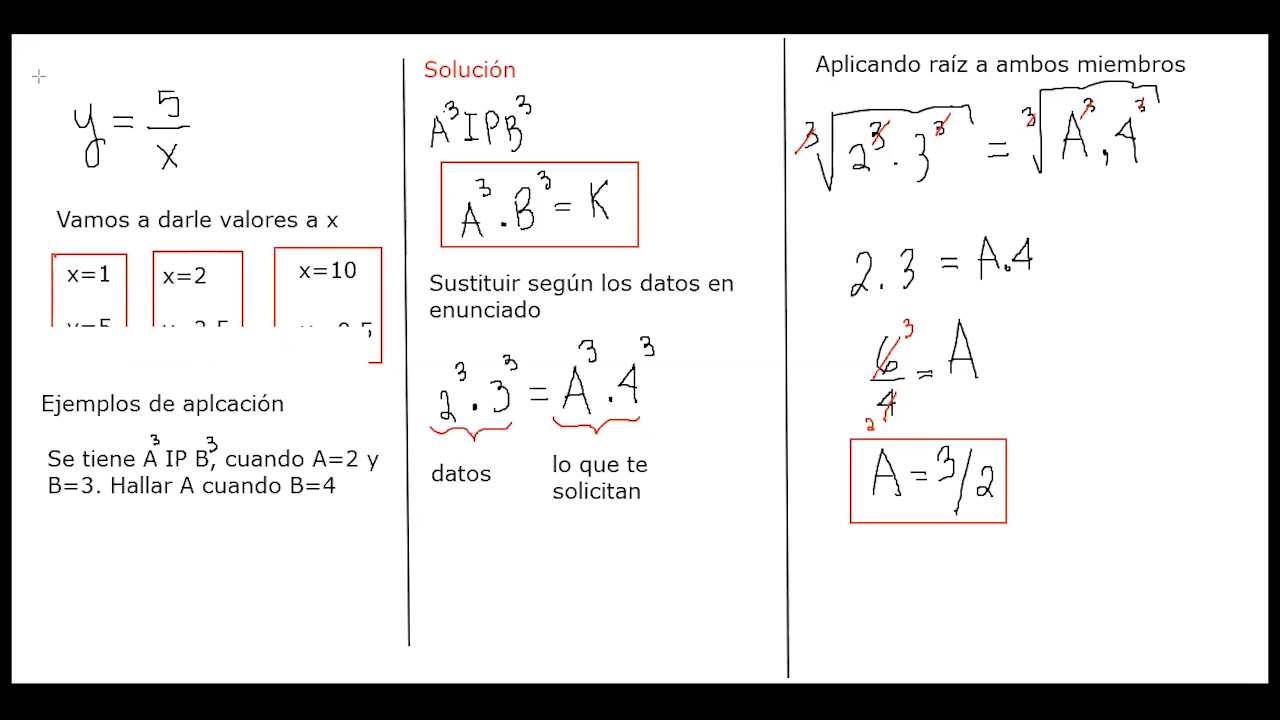 y = 5/x
Vamos a darle valores a x
x=1
x=2
x=10
Ejemplos de aplcación
Se tiene A³ IP B³, cuando A=2 y
B=3. Hallar A cuando B=4
Solución
A³ IP B³
A³ . B³ = K
Sustituir según los datos en
enunciado
2³ . 3³ = A³ . 4³
datos
lo que te
solicitan
Aplicando raíz a ambos miembros
³√2³ . 3³ = ³√A³ . 4³
2 . 3 = A . 4
3
6/4 = A
2
A = 3/2